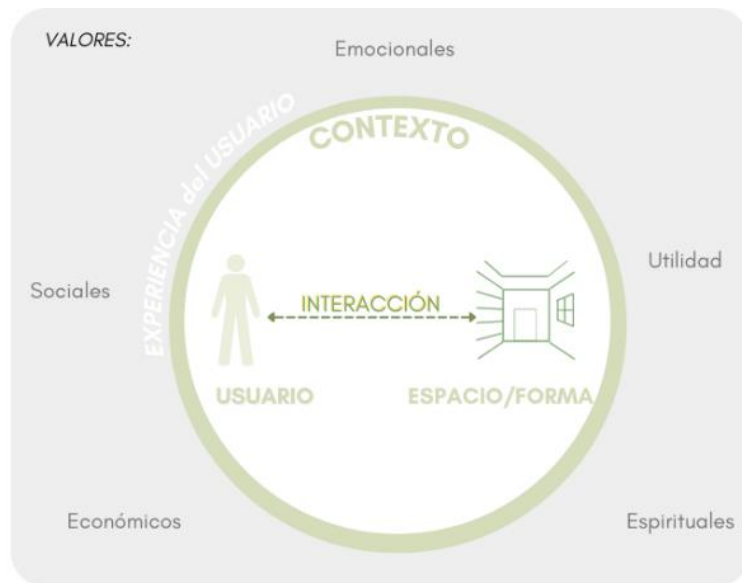 VALORES:
Emocionales
EXPERIENCIA del USUARIO
CONTEXTO
Utilidad
Sociales
INTERACCIÓN
USUARIO
ESPACIO/FORMA
Económicos
Espirituales